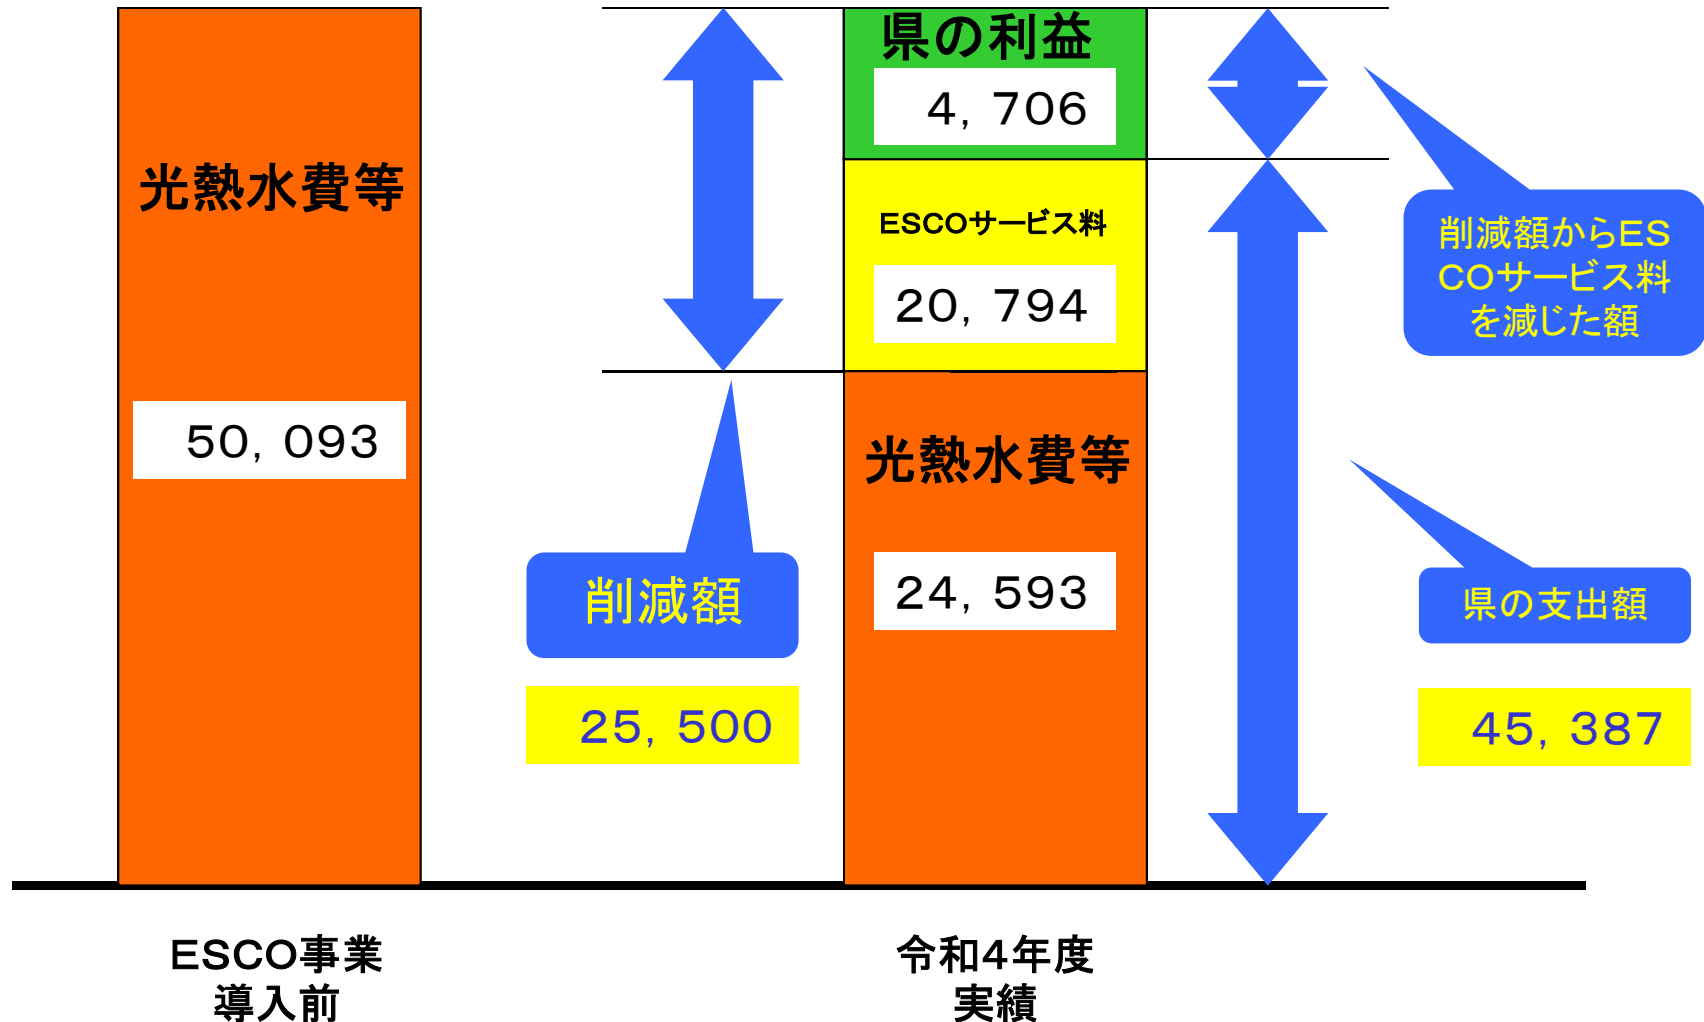 光熱水費等
50，093
県の利益
4，706
ESCOサービス料
20，794
光熱水費等
24，593
削減額
25，500
削減額からES
COサービス料
を減じた額
県の支出額
45，387
ESCO事業
導入前
令和4年度
実績